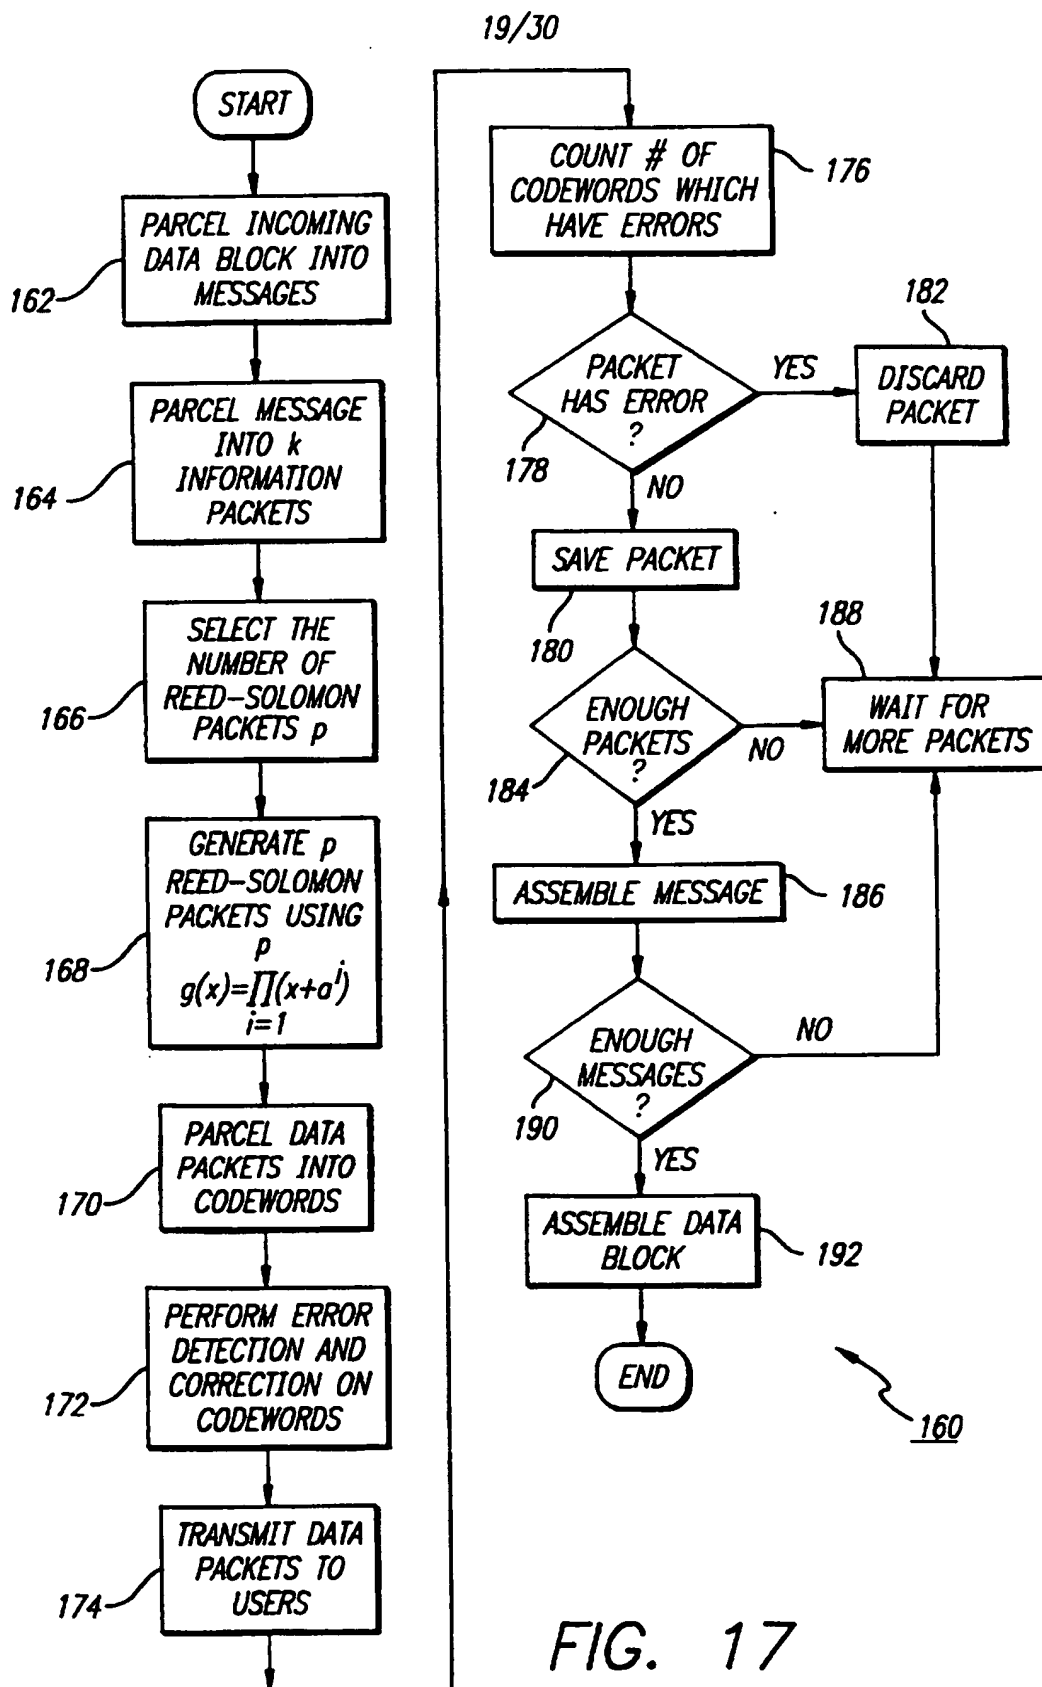 19/30
START
PARCEL INCOMING
DATA BLOCK INTO
MESSAGES
162
PARCEL MESSAGE
INTO k
INFORMATION
PACKETS
164
SELECT THE
NUMBER OF
REED-SOLOMON
PACKETS p
166
GENERATE p
REED-SOLOMON
PACKETS USING
p
g(x)=∏(x+a^i)
i=1
168
PARCEL DATA
PACKETS INTO
CODEWORDS
170
PERFORM ERROR
DETECTION AND
CORRECTION ON
CODEWORDS
172
TRANSMIT DATA
PACKETS TO
USERS
174
COUNT # OF
CODEWORDS WHICH
HAVE ERRORS
176
PACKET
HAS ERROR
?
178
YES
182
DISCARD
PACKET
NO
SAVE PACKET
180
ENOUGH
PACKETS
?
184
NO
188
WAIT FOR
MORE PACKETS
YES
ASSEMBLE MESSAGE
186
ENOUGH
MESSAGES
?
190
NO
YES
ASSEMBLE DATA
BLOCK
192
END
160
FIG. 17